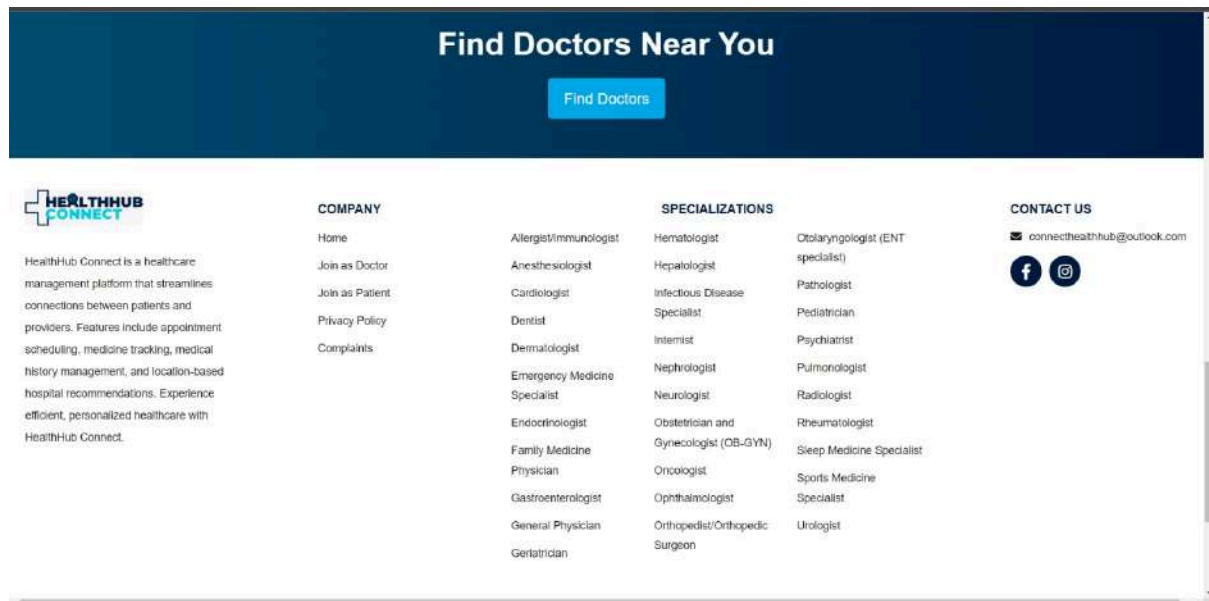 Find Doctors Near You
Find Doctors
HEALTHHUB
CONNECT
HealthHub Connect is a healthcare
management platform that streamlines
connections between patients and
providers. Features include appointment
scheduling, medicine tracking, medical
history management, and location-based
hospital recommendations. Experience
efficient, personalized healthcare with
HealthHub Connect.
COMPANY
Home
Join as Doctor
Join as Patient
Privacy Policy
Complaints
SPECIALIZATIONS
Allergist/Immunologist
Anesthesiologist
Cardiologist
Dentist
Dermatologist
Emergency Medicine
Specialist
Endocrinologist
Family Medicine
Physician
Gastroenterologist
General Physician
Geriatrician
Hematologist
Hepatologist
Infectious Disease
Specialist
Internist
Nephrologist
Neurologist
Obstetrician and
Gynecologist (OB-GYN)
Oncologist
Ophthalmologist
Orthopedist/Orthopedic
Surgeon
Otolaryngologist (ENT
specialist)
Pathologist
Pediatrician
Psychiatrist
Pulmonologist
Radiologist
Rheumatologist
Sleep Medicine Specialist
Sports Medicine
Specialist
Urologist
CONTACT US
connecthealthhub@outlook.com